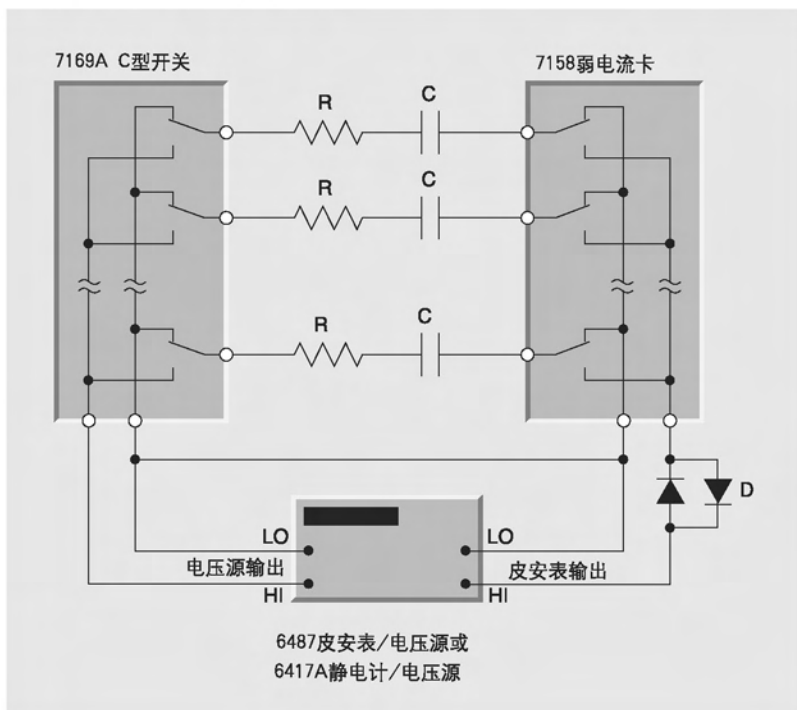 7169A C型开关
7158弱电流卡
R
C
R
C
R
C
D
LO
LO
电压源输出
皮安表输出
HI
HI
6487皮安表/电压源或
6417A静电计/电压源